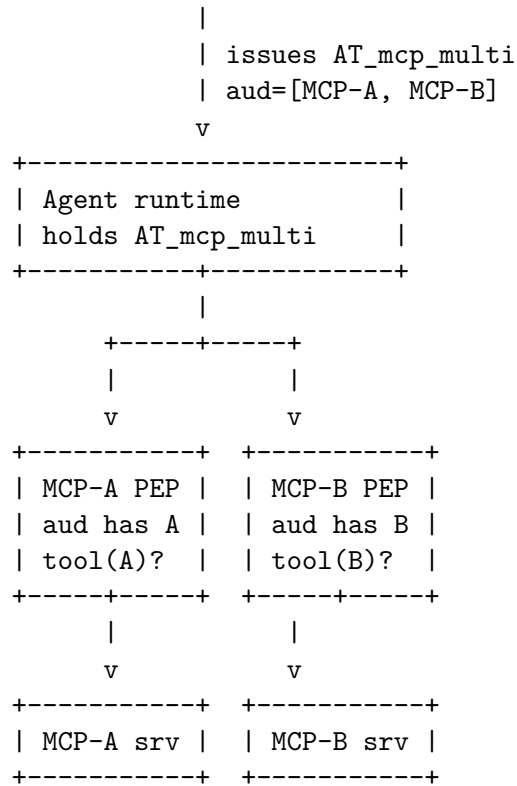 issues AT_mcp_multi
aud=[MCP-A, MCP-B]
v
Agent runtime
holds AT_mcp_multi
v v
MCP-A PEP MCP-B PEP
aud has A aud has B
tool(A)? tool(B)?
v v
MCP-A srv MCP-B srv